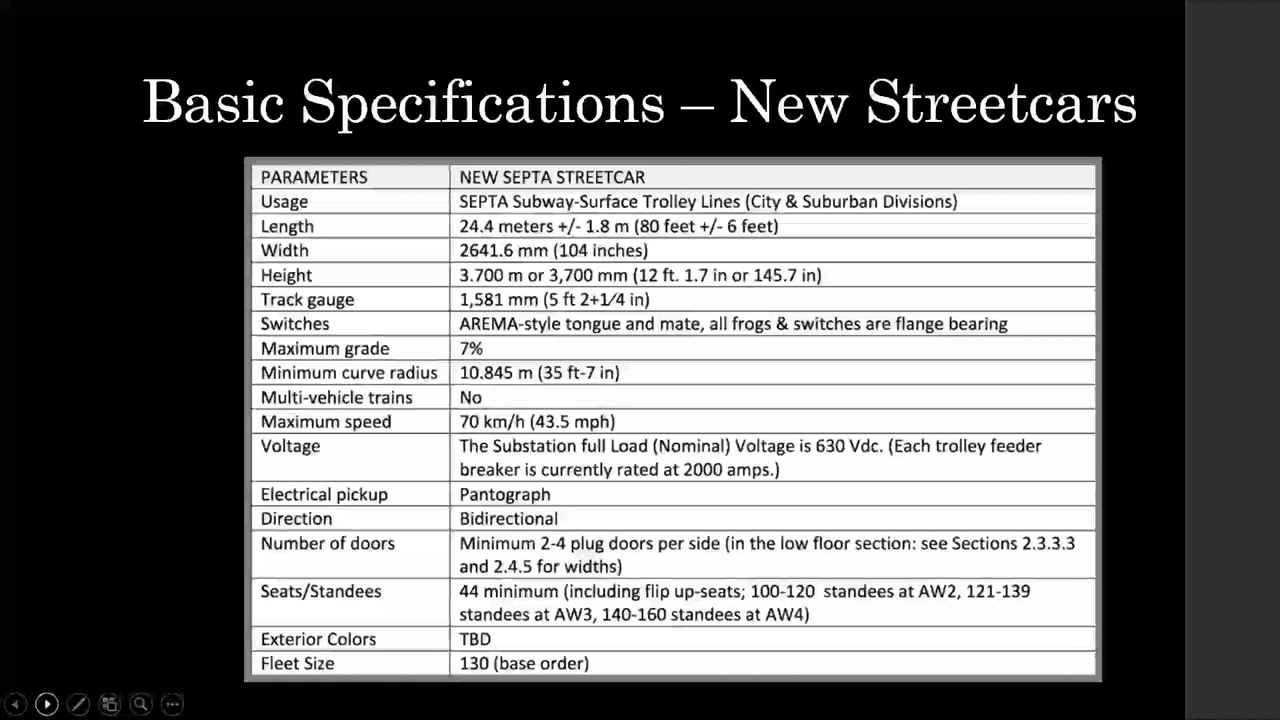 Basic Specifications – New Streetcars
PARAMETERS NEW SEPTA STREETCAR
Usage SEPTA Subway-Surface Trolley Lines (City & Suburban Divisions)
Length 24.4 meters +/- 1.8 m (80 feet +/- 6 feet)
Width 2641.6 mm (104 inches)
Height 3.700 m or 3,700 mm (12 ft. 1.7 in or 145.7 in)
Track gauge 1,581 mm (5 ft 2+1⁄4 in)
Switches AREMA-style tongue and mate, all frogs & switches are flange bearing
Maximum grade 7%
Minimum curve radius 10.845 m (35 ft-7 in)
Multi-vehicle trains No
Maximum speed 70 km/h (43.5 mph)
Voltage The Substation full Load (Nominal) Voltage is 630 Vdc. (Each trolley feeder
breaker is currently rated at 2000 amps.)
Electrical pickup Pantograph
Direction Bidirectional
Number of doors Minimum 2-4 plug doors per side (in the low floor section: see Sections 2.3.3.3
and 2.4.5 for widths)
Seats/Standees 44 minimum (including flip up-seats; 100-120 standees at AW2, 121-139
standees at AW3, 140-160 standees at AW4)
Exterior Colors TBD
Fleet Size 130 (base order)